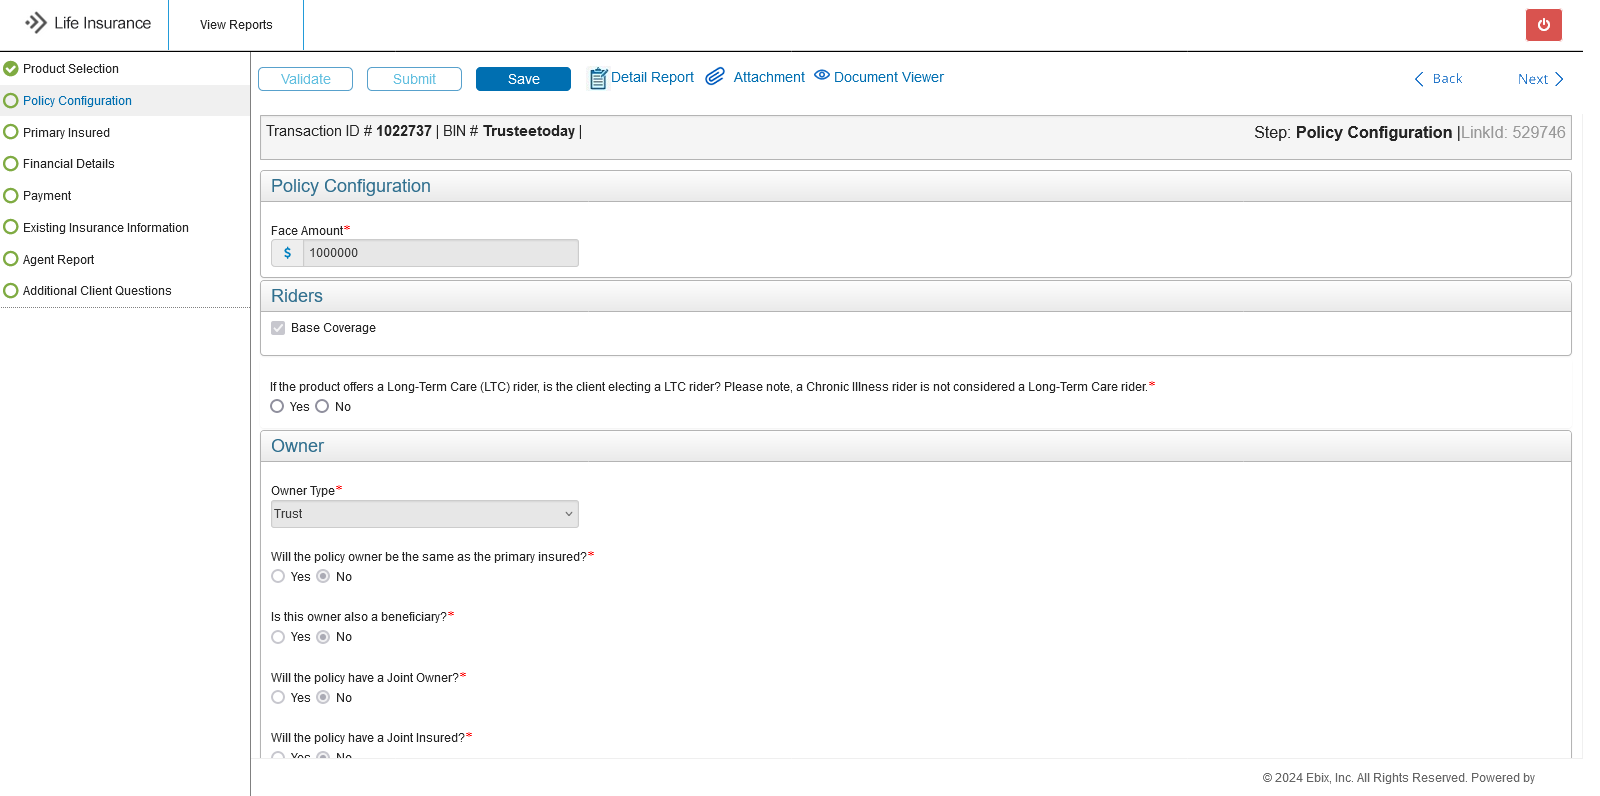 Life Insurance
View Reports
Product Selection
Policy Configuration
Primary Insured
Financial Details
Payment
Existing Insurance Information
Agent Report
Additional Client Questions
Validate Submit Save Detail Report Attachment Document Viewer Back Next
Transaction ID # 1022737 | BIN # Trusteetoday | Step: Policy Configuration |LinkId: 529746
Policy Configuration
Face Amount*
$ 1000000
Riders
Base Coverage
If the product offers a Long-Term Care (LTC) rider, is the client electing a LTC rider? Please note, a Chronic Illness rider is not considered a Long-Term Care rider.*
Yes No
Owner
Owner Type*
Trust
Will the policy owner be the same as the primary insured?*
Yes No
Is this owner also a beneficiary?*
Yes No
Will the policy have a Joint Owner?*
Yes No
Will the policy have a Joint Insured?*
Yes No
© 2024 Ebix, Inc. All Rights Reserved. Powered by